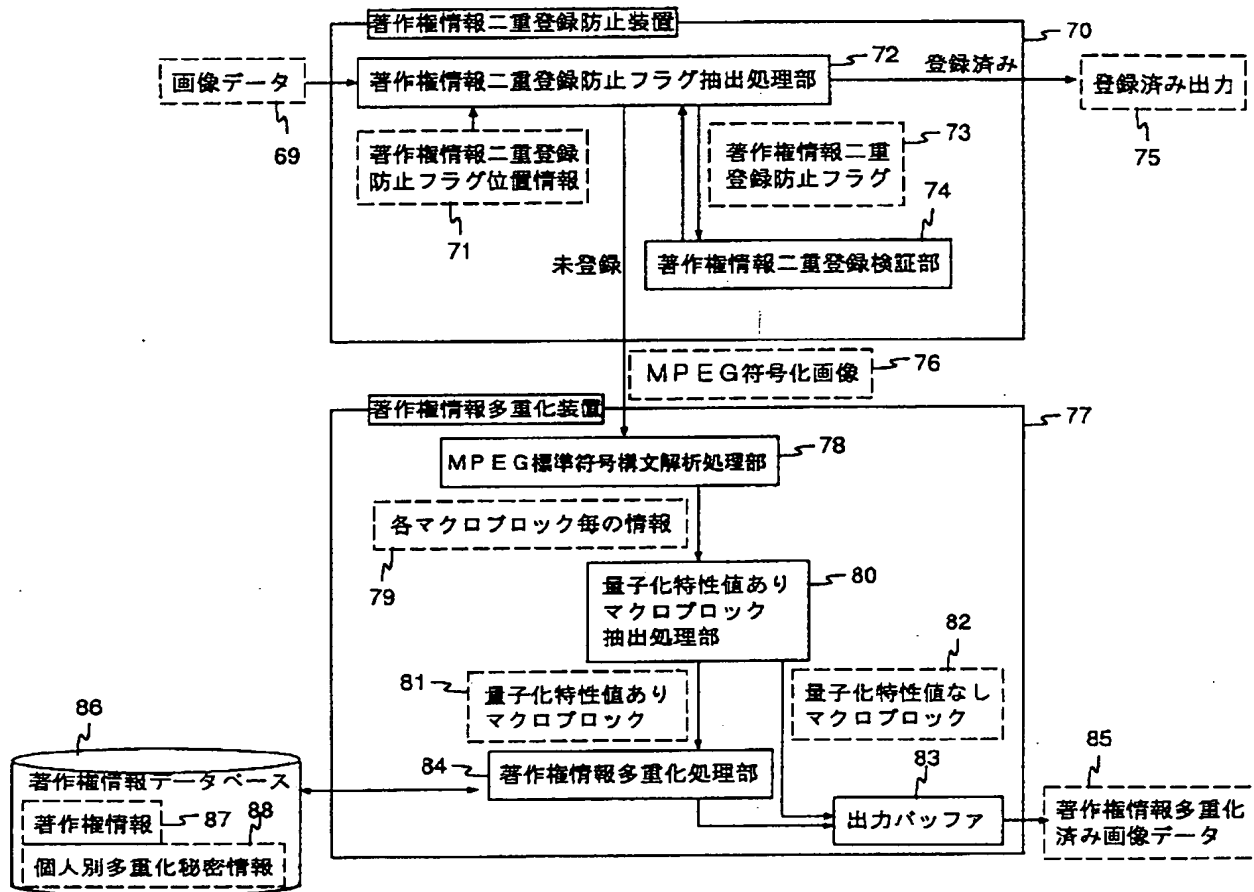 著作権情報二重登録防止装置
70
画像データ
69
著作権情報二重登録防止フラグ抽出処理部
72
登録済み
登録済み出力
75
著作権情報二重登録
防止フラグ位置情報
71
著作権情報二重
登録防止フラグ
73
74
著作権情報二重登録検証部
未登録
MPEG符号化画像
76
著作権情報多重化装置
77
MPEG標準符号構文解析処理部
78
各マクロブロック毎の情報
79
量子化特性値あり
マクロブロック
抽出処理部
80
81
量子化特性値あり
マクロブロック
82
量子化特性値なし
マクロブロック
86
著作権情報データベース
著作権情報
87
88
個人別多重化秘密情報
84
著作権情報多重化処理部
83
出力バッファ
85
著作権情報多重化
済み画像データ